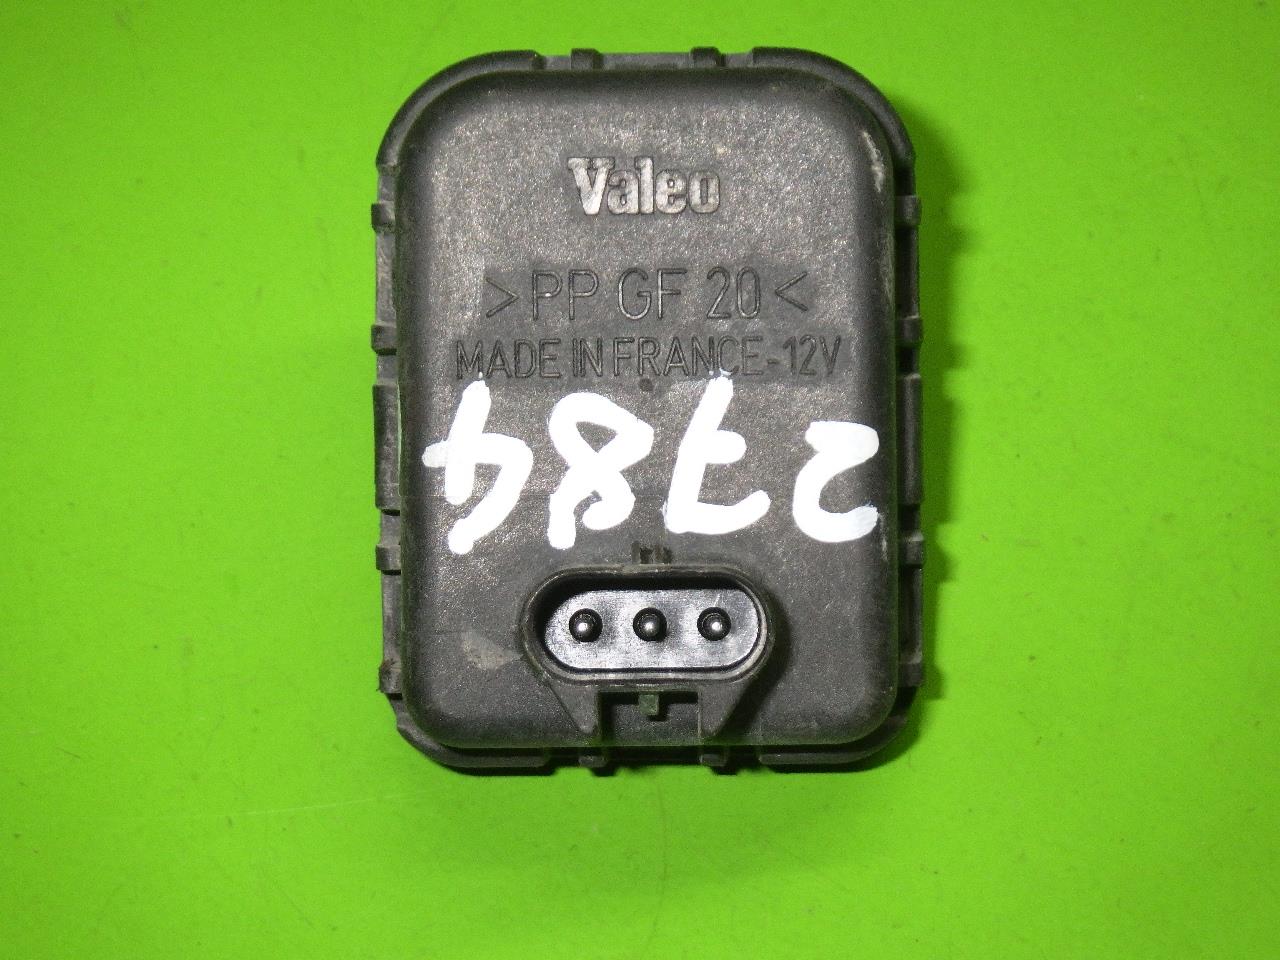 Valeo
>PP GF 20<
MADE IN FRANCE-12V
2784